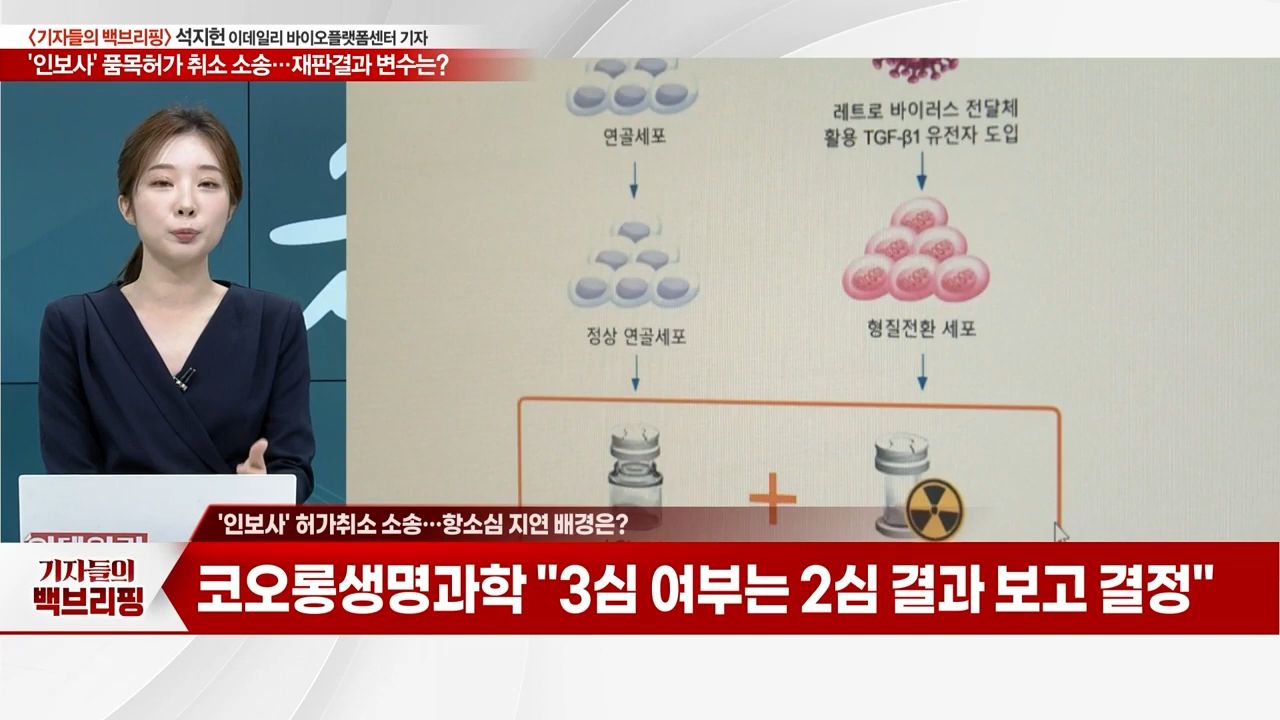 <기자들의 백브리핑> 석지헌 이데일리 바이오플랫폼센터 기자
'인보사' 품목허가 취소 소송…재판결과 변수는?
연골세포
레트로 바이러스 전달체
활용 TGF-β1 유전자 도입
정상 연골세포
형질전환 세포
+
'인보사' 허가취소 소송…항소심 지연 배경은?
기자들의
백브리핑
코오롱생명과학 "3심 여부는 2심 결과 보고 결정"